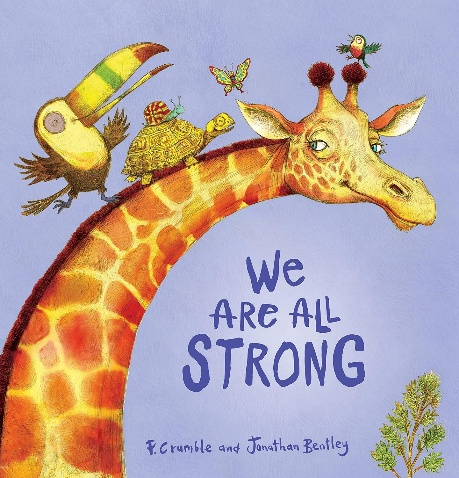 We
ARE ALL
STRONG
P. Crumble and Jonathan Bentley